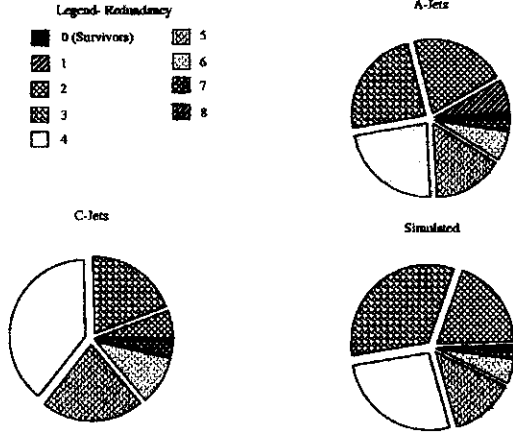 Legend- Redundancy
0 (Survivors)
1
2
3
4
5
6
7
8
A-Jets
C-Jets
Simulated